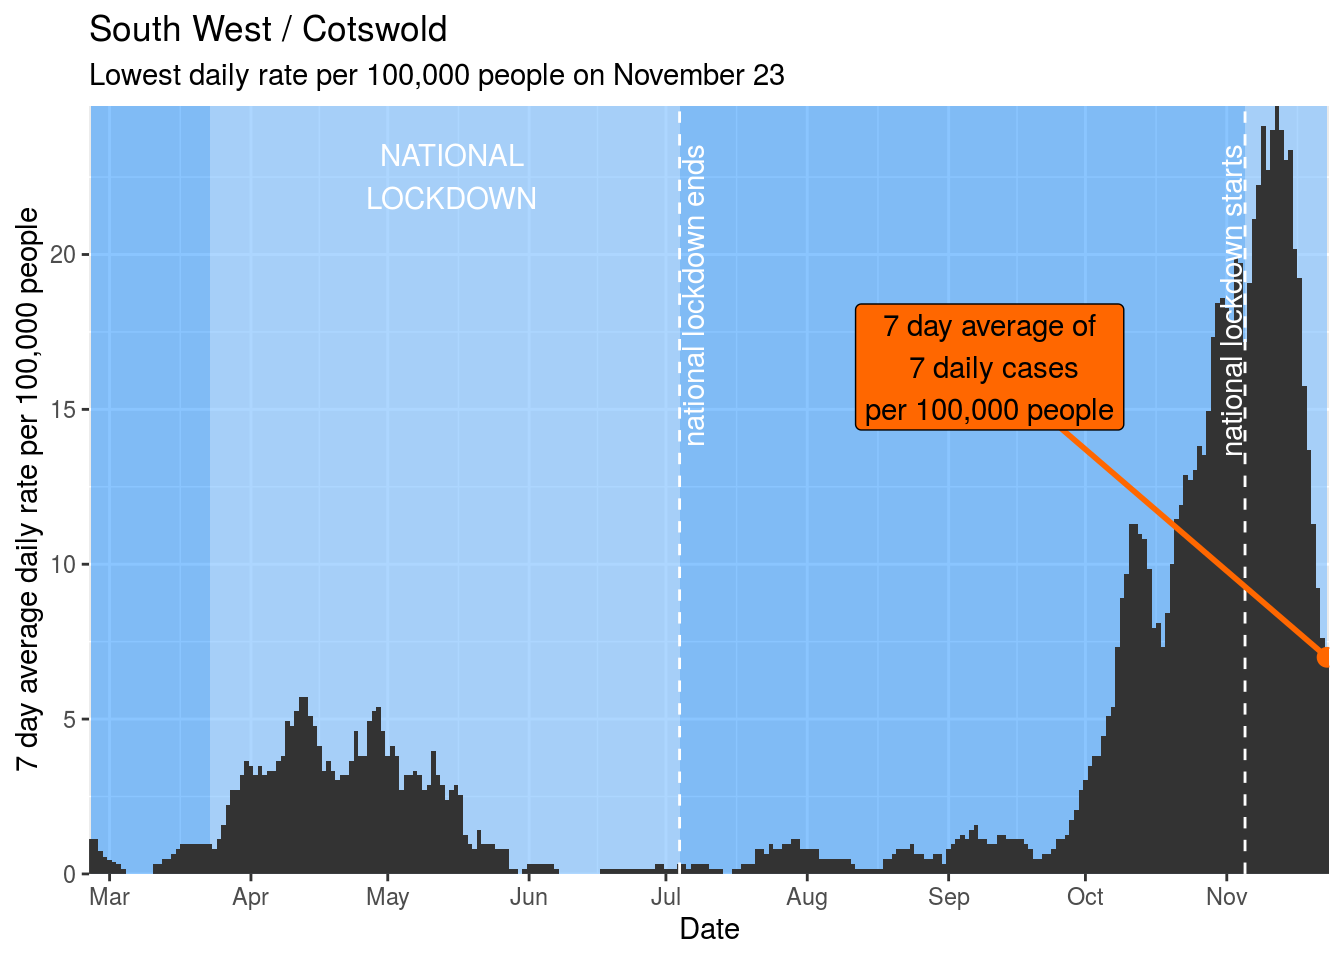 South West / Cotswold
Lowest daily rate per 100,000 people on November 23
NATIONAL
LOCKDOWN
national lockdown ends
national lockdown starts
7 day average of
7 daily cases
per 100,000 people
7 day average daily rate per 100,000 people
20
15
10
5
0
Mar Apr May Jun Jul Aug Sep Oct Nov
Date